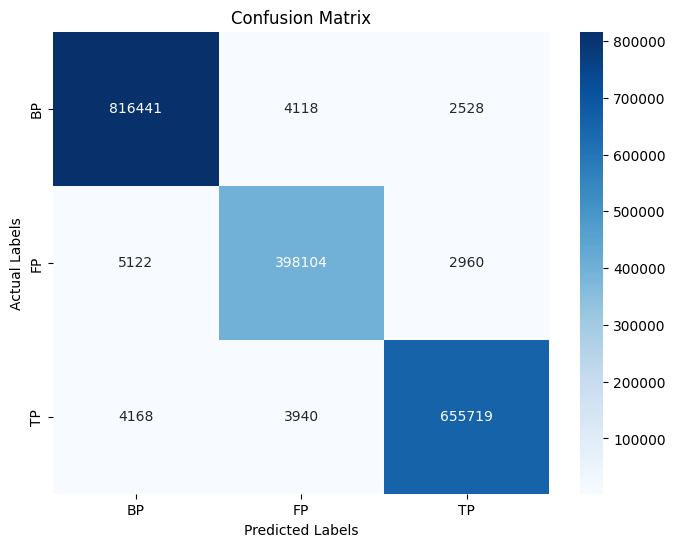 Confusion Matrix
BP 816441 4118 2528
FP 5122 398104 2960
TP 4168 3940 655719
BP FP TP
Actual Labels
Predicted Labels
800000
700000
600000
500000
400000
300000
200000
100000